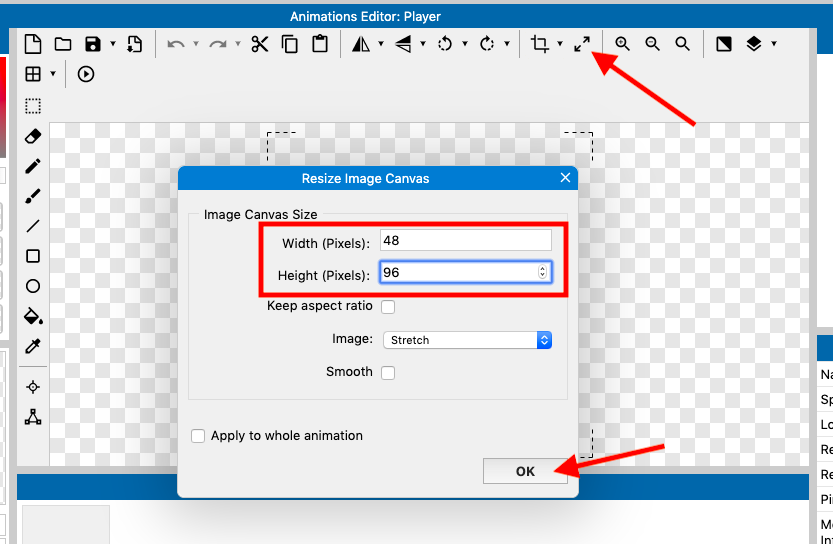 Animations Editor: Player
Resize Image Canvas
Image Canvas Size
Width (Pixels): 48
Height (Pixels): 96
Keep aspect ratio
Image: Stretch
Smooth
Apply to whole animation
OK
Na
Sp
Lo
Re
Re
Pi
Mo
In